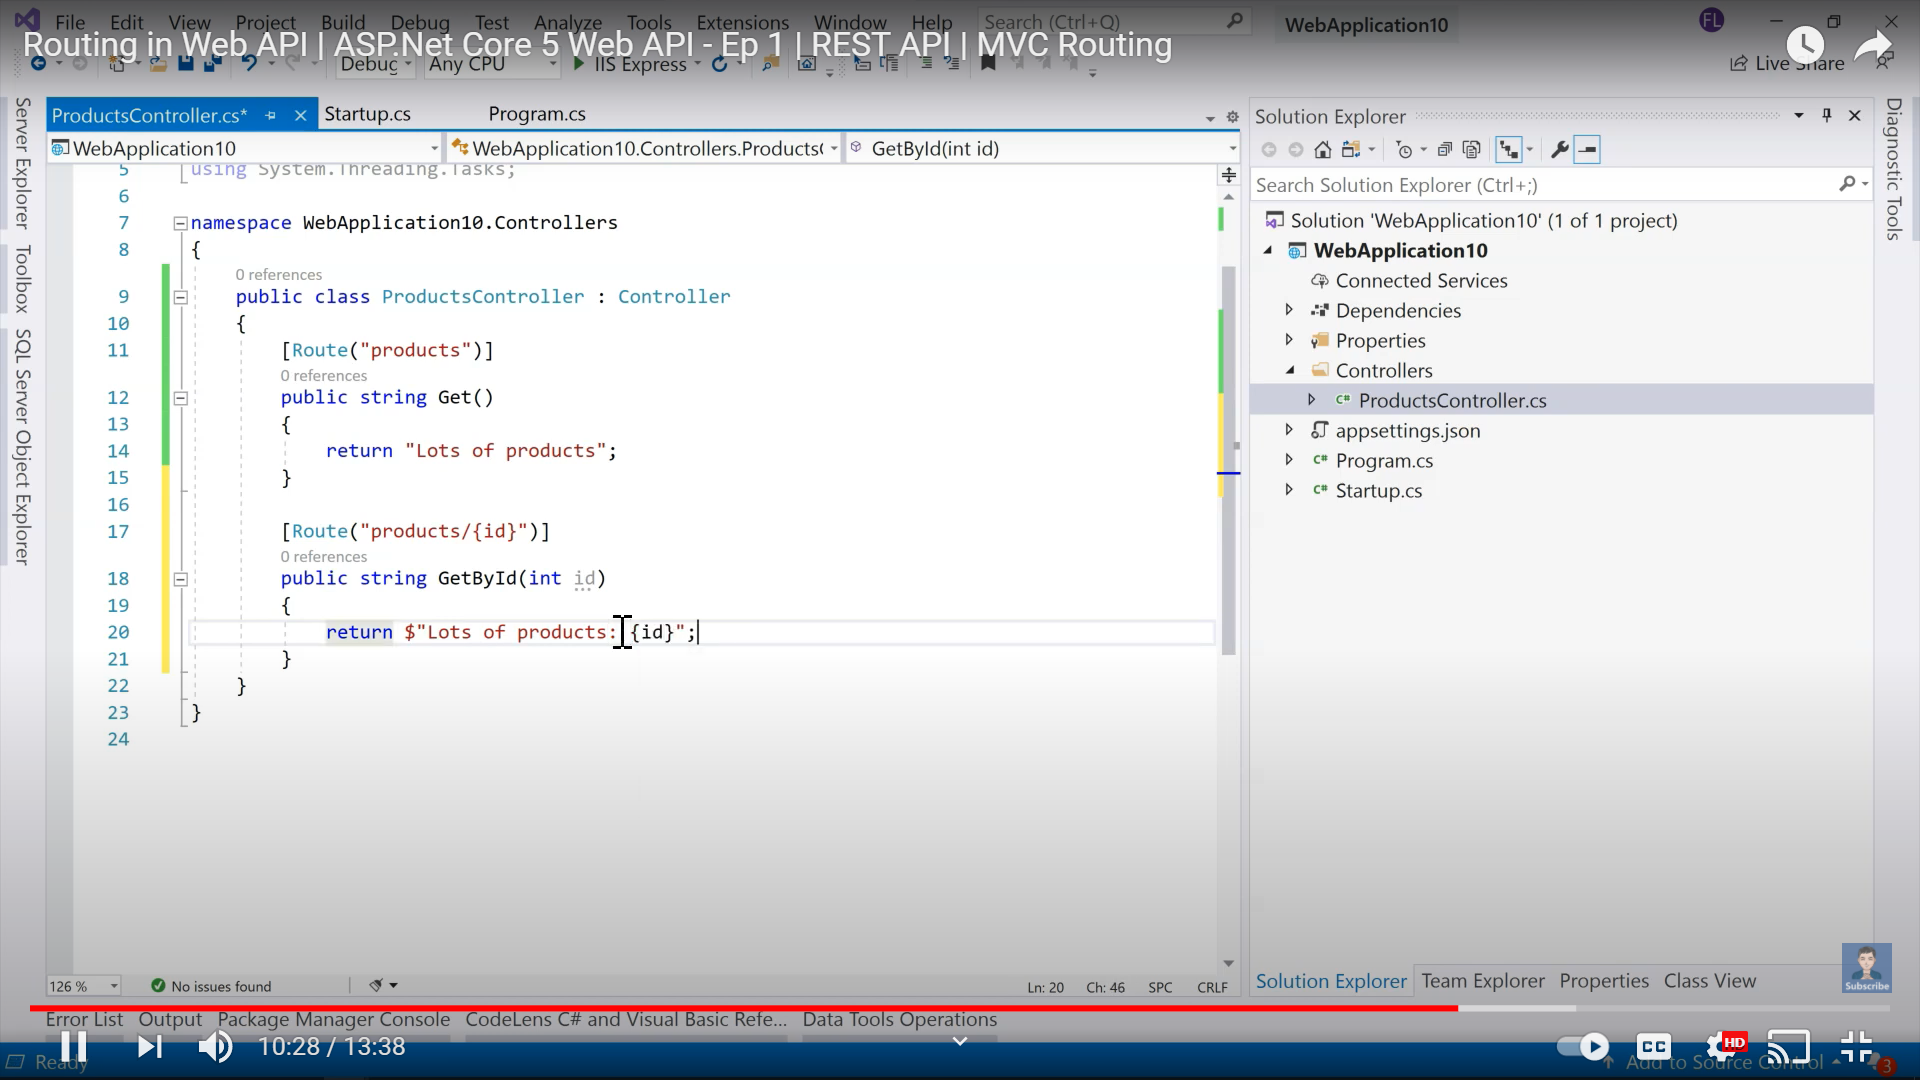 File Edit View Project Build Debug Test Analyze Tools Extensions Window Help Search (Ctrl+Q) WebApplication10 FL
Routing in Web API | ASP.Net Core 5 Web API - Ep 1 | REST API | MVC Routing
Debug Any CPU IIS Express Live Share
ProductsController.cs* Startup.cs Program.cs
WebApplication10 WebApplication10.Controllers.ProductsC GetById(int id)
5 using System.Threading.Tasks;
6
7 namespace WebApplication10.Controllers
8 {
0 references
9 public class ProductsController : Controller
10 {
11 [Route("products")]
0 references
12 public string Get()
13 {
14 return "Lots of products";
15 }
16
17 [Route("products/{id}")]
0 references
18 public string GetById(int id)
19 {
20 return $"Lots of products: {id}";
21 }
22 }
23 }
24
126 % No issues found Ln: 20 Ch: 46 SPC CRLF
Server Explorer
Toolbox
SQL Server Object Explorer
Solution Explorer
Search Solution Explorer (Ctrl+;)
Solution 'WebApplication10' (1 of 1 project)
WebApplication10
Connected Services
Dependencies
Properties
Controllers
C# ProductsController.cs
appsettings.json
C# Program.cs
C# Startup.cs
Diagnostic Tools
Subscribe
Solution Explorer Team Explorer Properties Class View
Error List Output Package Manager Console CodeLens C# and Visual Basic Refe... Data Tools Operations
10:28 / 13:38 CC HD
Ready Add to Source Control 3